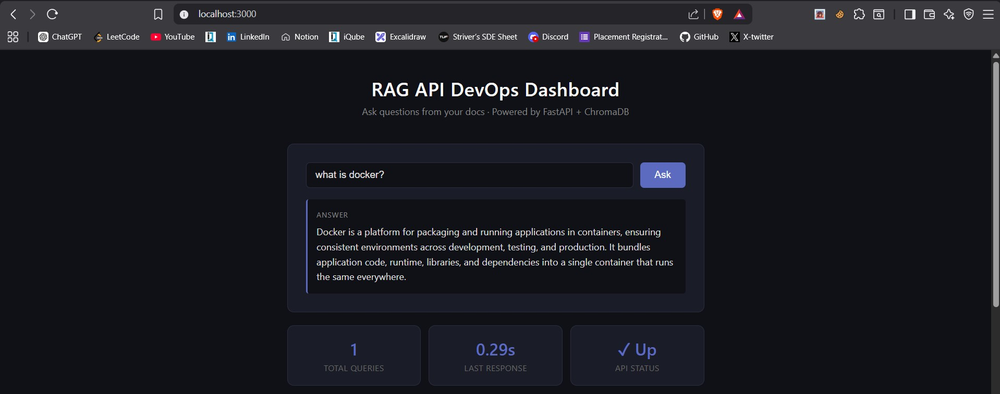 localhost:3000
ChatGPT LeetCode YouTube LinkedIn Notion iQube Excalidraw TUF Striver's SDE Sheet Discord Placement Registrat... GitHub X-twitter
RAG API DevOps Dashboard
Ask questions from your docs · Powered by FastAPI + ChromaDB
what is docker?
Ask
ANSWER
Docker is a platform for packaging and running applications in containers, ensuring
consistent environments across development, testing, and production. It bundles
application code, runtime, libraries, and dependencies into a single container that runs
the same everywhere.
1
TOTAL QUERIES
0.29s
LAST RESPONSE
✓ Up
API STATUS